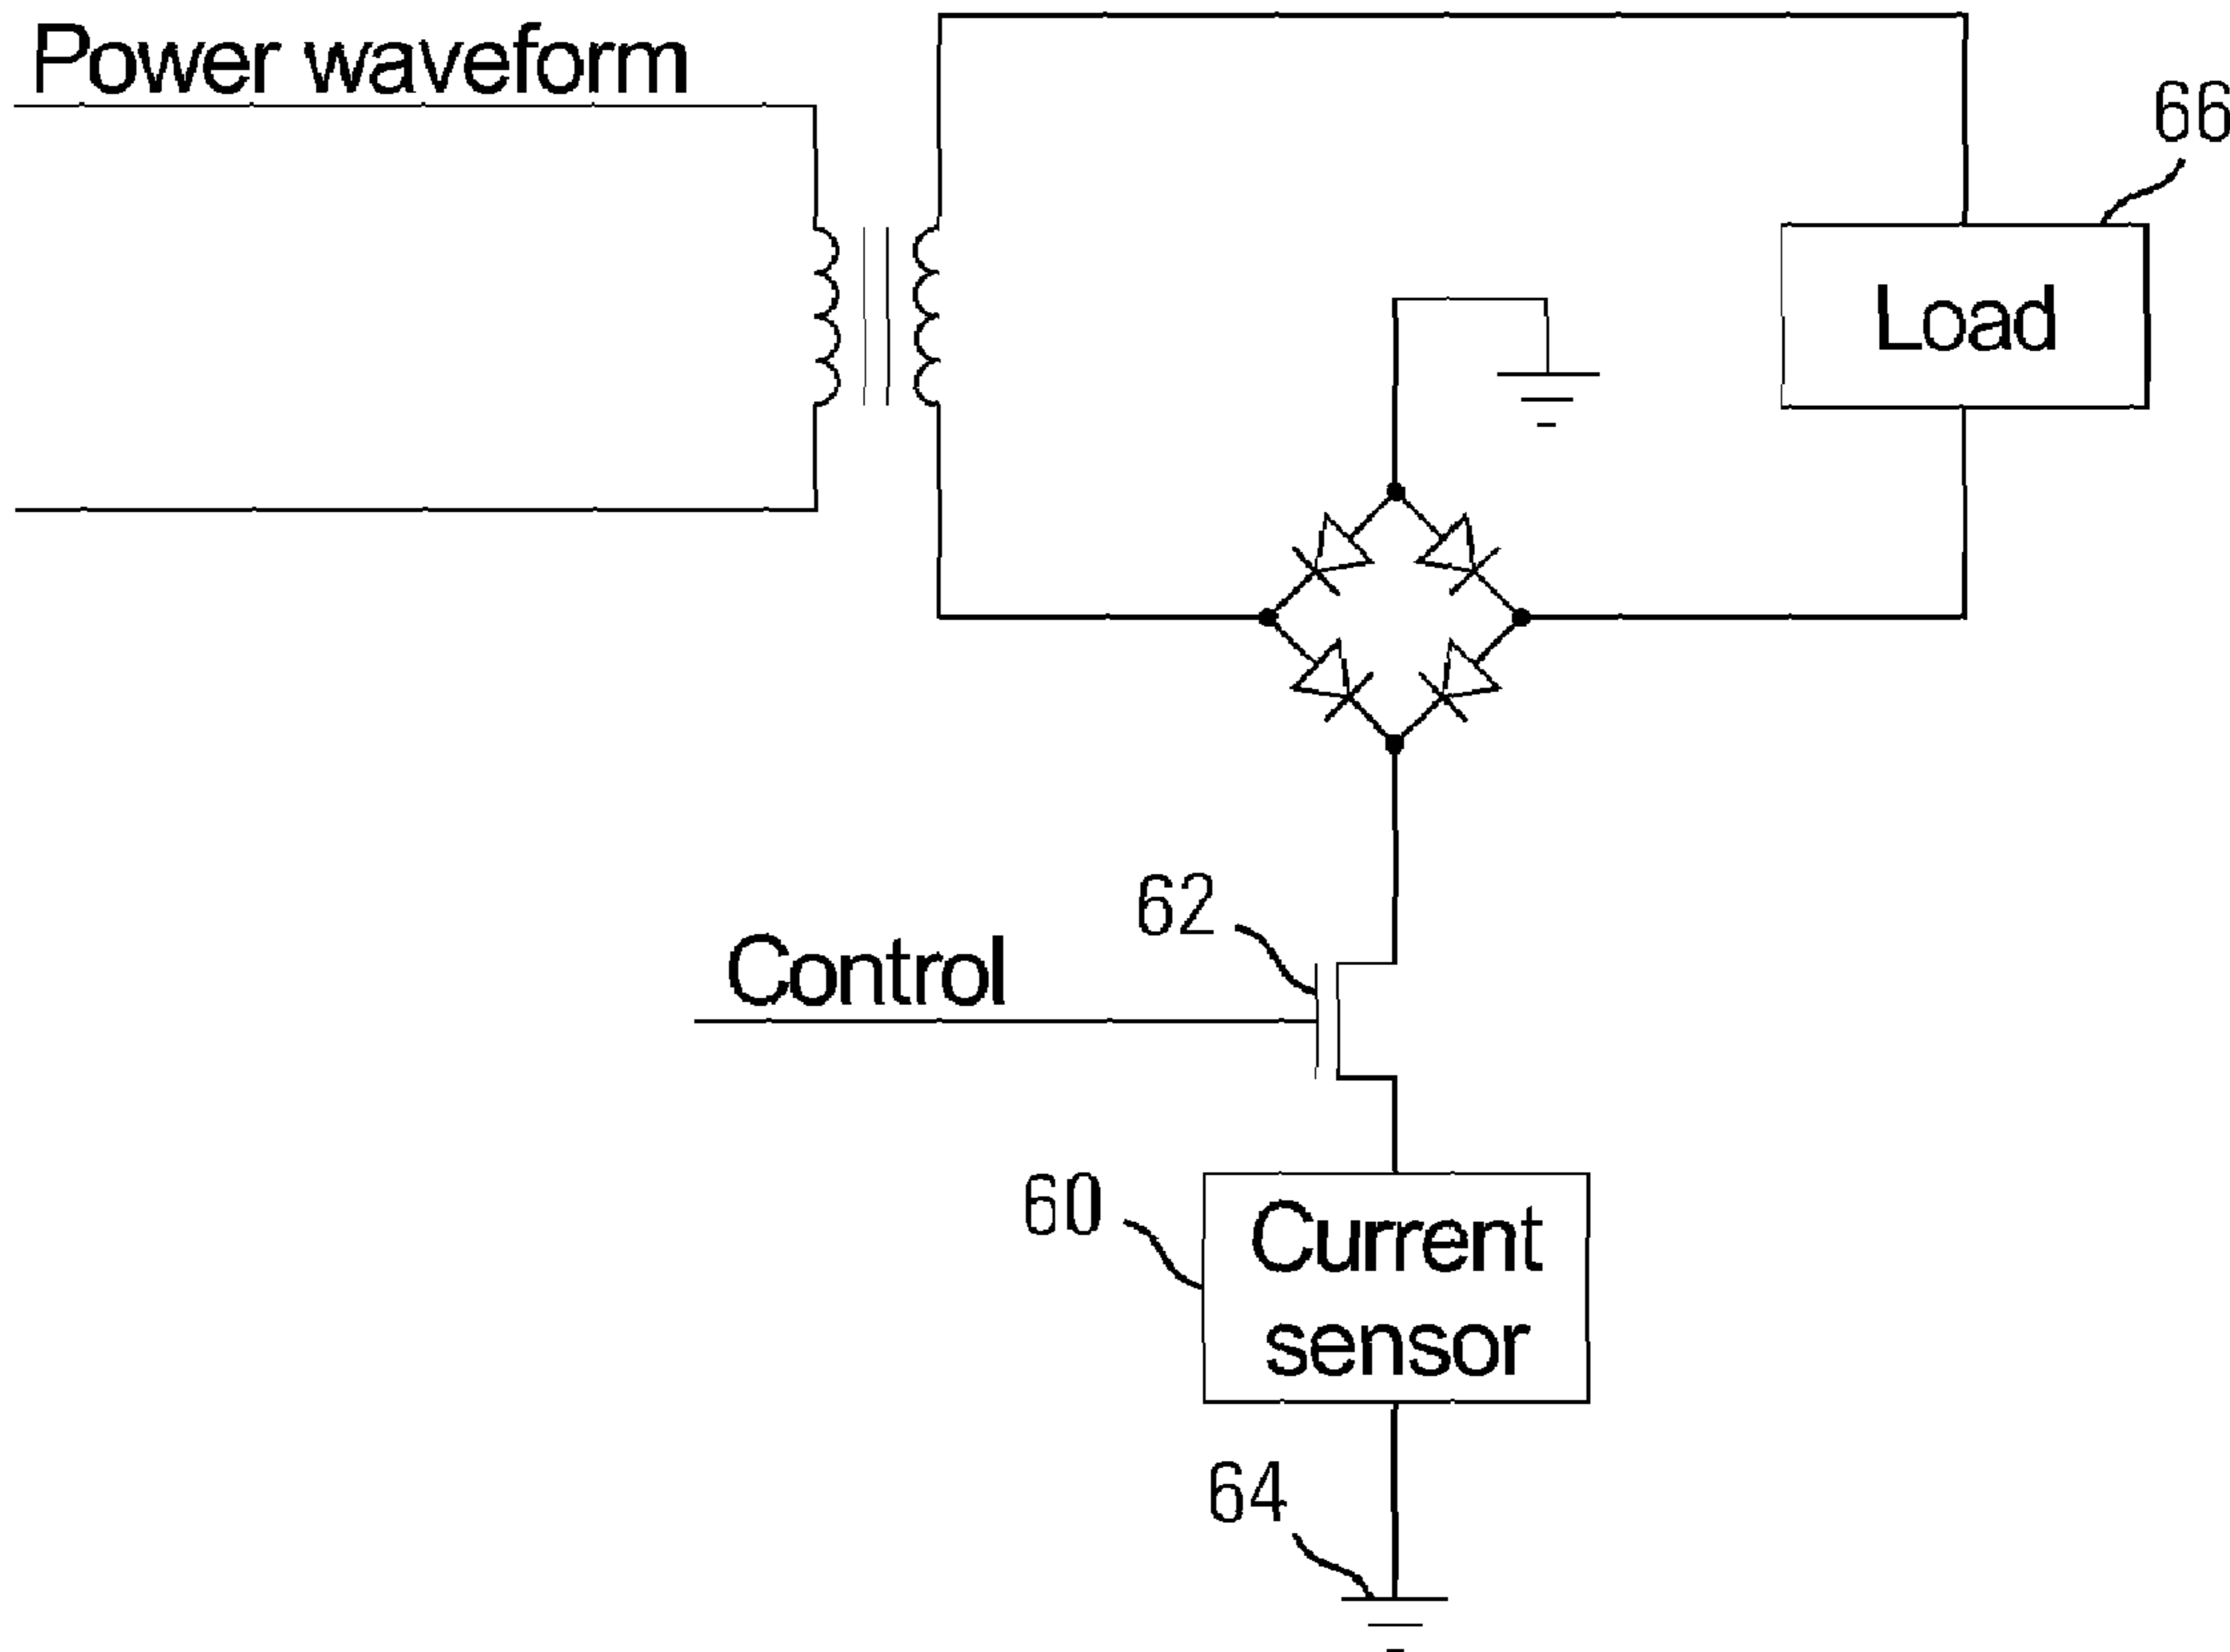 Power waveform
66
Load
62
Control
60
Current
sensor
64